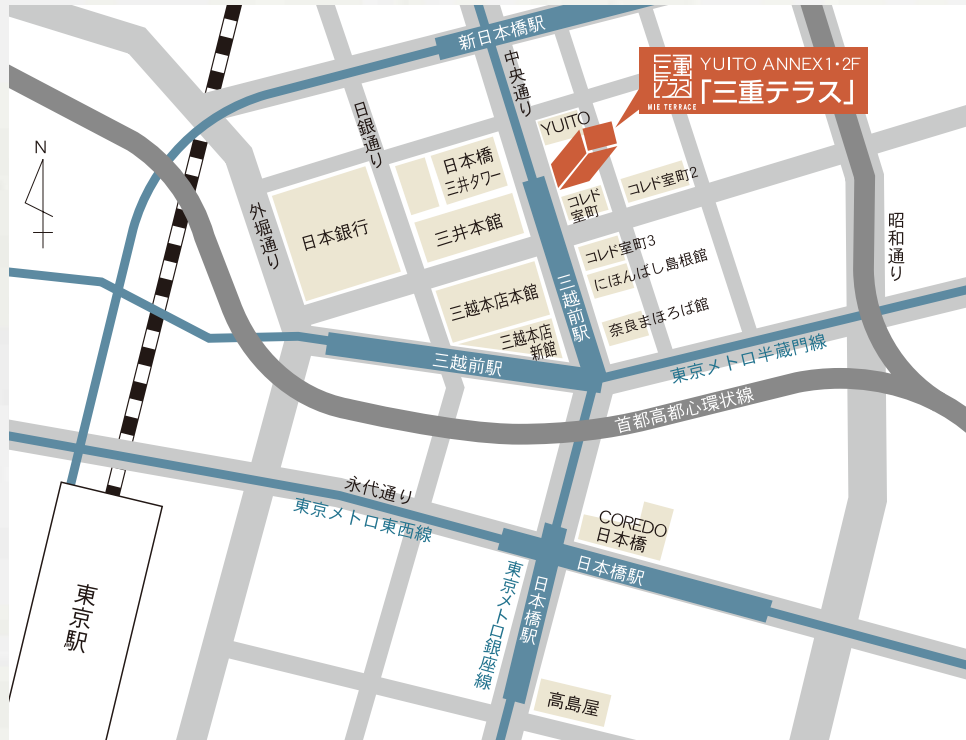 新日本橋駅
中央通り
三重テラス
MIE TERRACE
YUITO ANNEX1・2F
「三重テラス」
N
日銀通り
YUITO
日本橋
三井タワー
コレド室町2
コレド
室町
外堀通り
日本銀行
三井本館
昭和通り
コレド室町3
にほんばし島根館
三越前駅
三越本店本館
奈良まほろば館
三越本店
新館
三越前駅
東京メトロ半蔵門線
首都高都心環状線
永代通り
東京メトロ東西線
COREDO
日本橋
日本橋駅
日本橋駅
東京メトロ銀座線
東京駅
高島屋